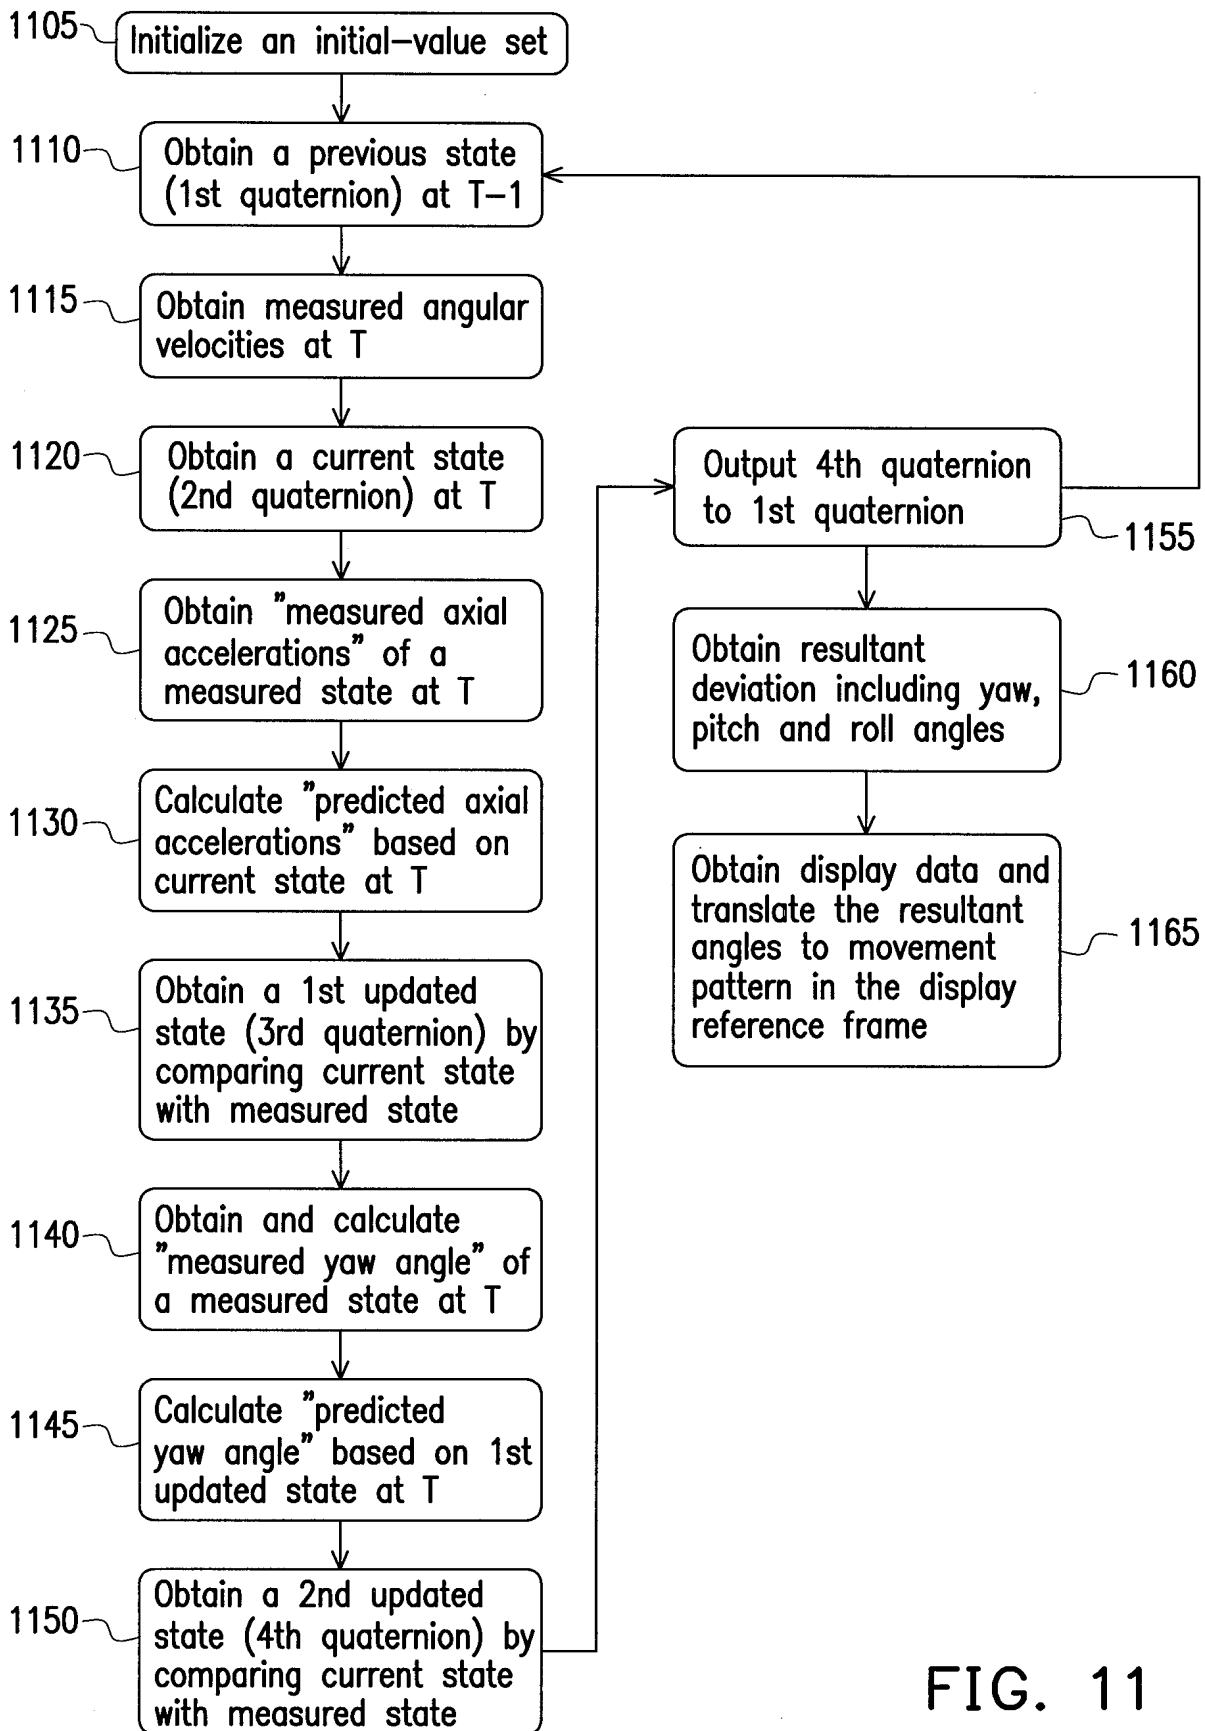 1105
Initialize an initial-value set
1110
Obtain a previous state
(1st quaternion) at T-1
1115
Obtain measured angular
velocities at T
1120
Obtain a current state
(2nd quaternion) at T
1125
Obtain "measured axial
accelerations" of a
measured state at T
1130
Calculate "predicted axial
accelerations" based on
current state at T
1135
Obtain a 1st updated
state (3rd quaternion) by
comparing current state
with measured state
1140
Obtain and calculate
"measured yaw angle" of
a measured state at T
1145
Calculate "predicted
yaw angle" based on 1st
updated state at T
1150
Obtain a 2nd updated
state (4th quaternion) by
comparing current state
with measured state
Output 4th quaternion
to 1st quaternion
1155
Obtain resultant
deviation including yaw,
pitch and roll angles
1160
Obtain display data and
translate the resultant
angles to movement
pattern in the display
reference frame
1165
FIG. 11